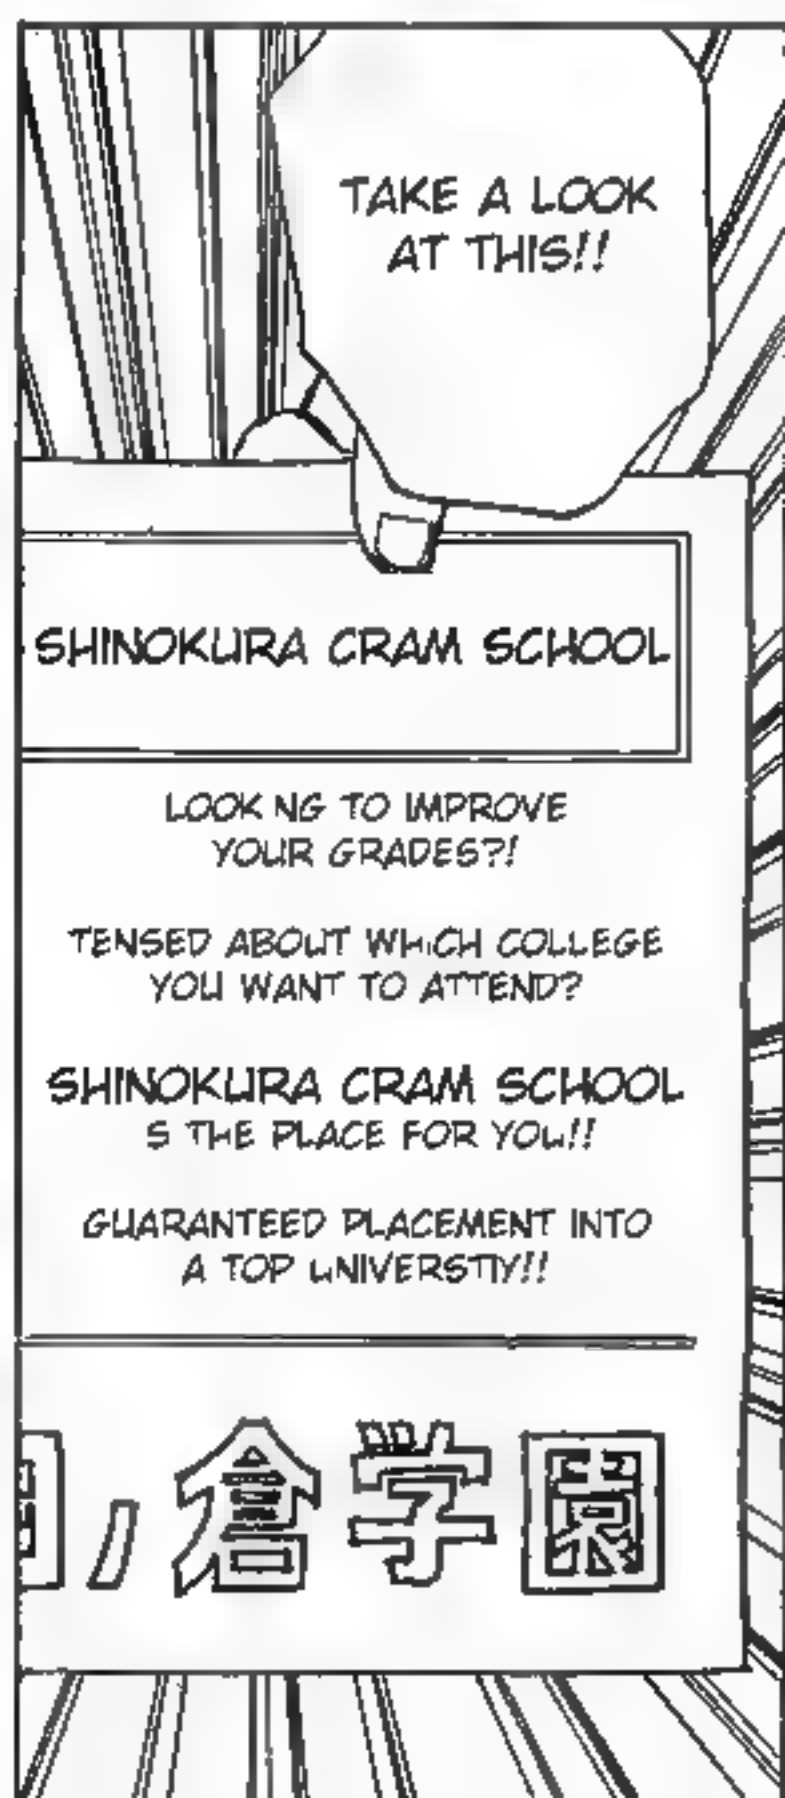 TAKE A LOOK
AT THIS!!
SHINOKURA CRAM SCHOOL
LOOK NG TO IMPROVE
YOUR GRADES?!
TENSED ABOUT WHiCH COLLEGE
YOU WANT TO ATTEND?
SHINOKURA CRAM SCHOOL
S THE PLACE FOR YOU!!
GUARANTEED PLACEMENT INTO
A TOP UNIVERSTIY!!
ノ倉学園